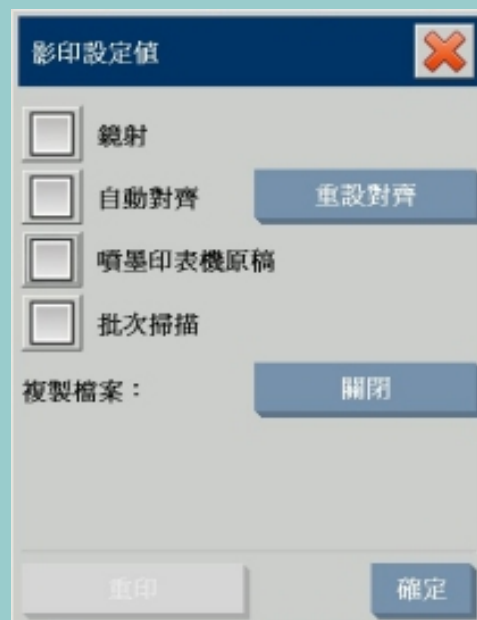 影印設定值
鏡射
自動對齊 重設對齊
噴墨印表機原稿
批次掃描
複製檔案： 關閉
重印 確定